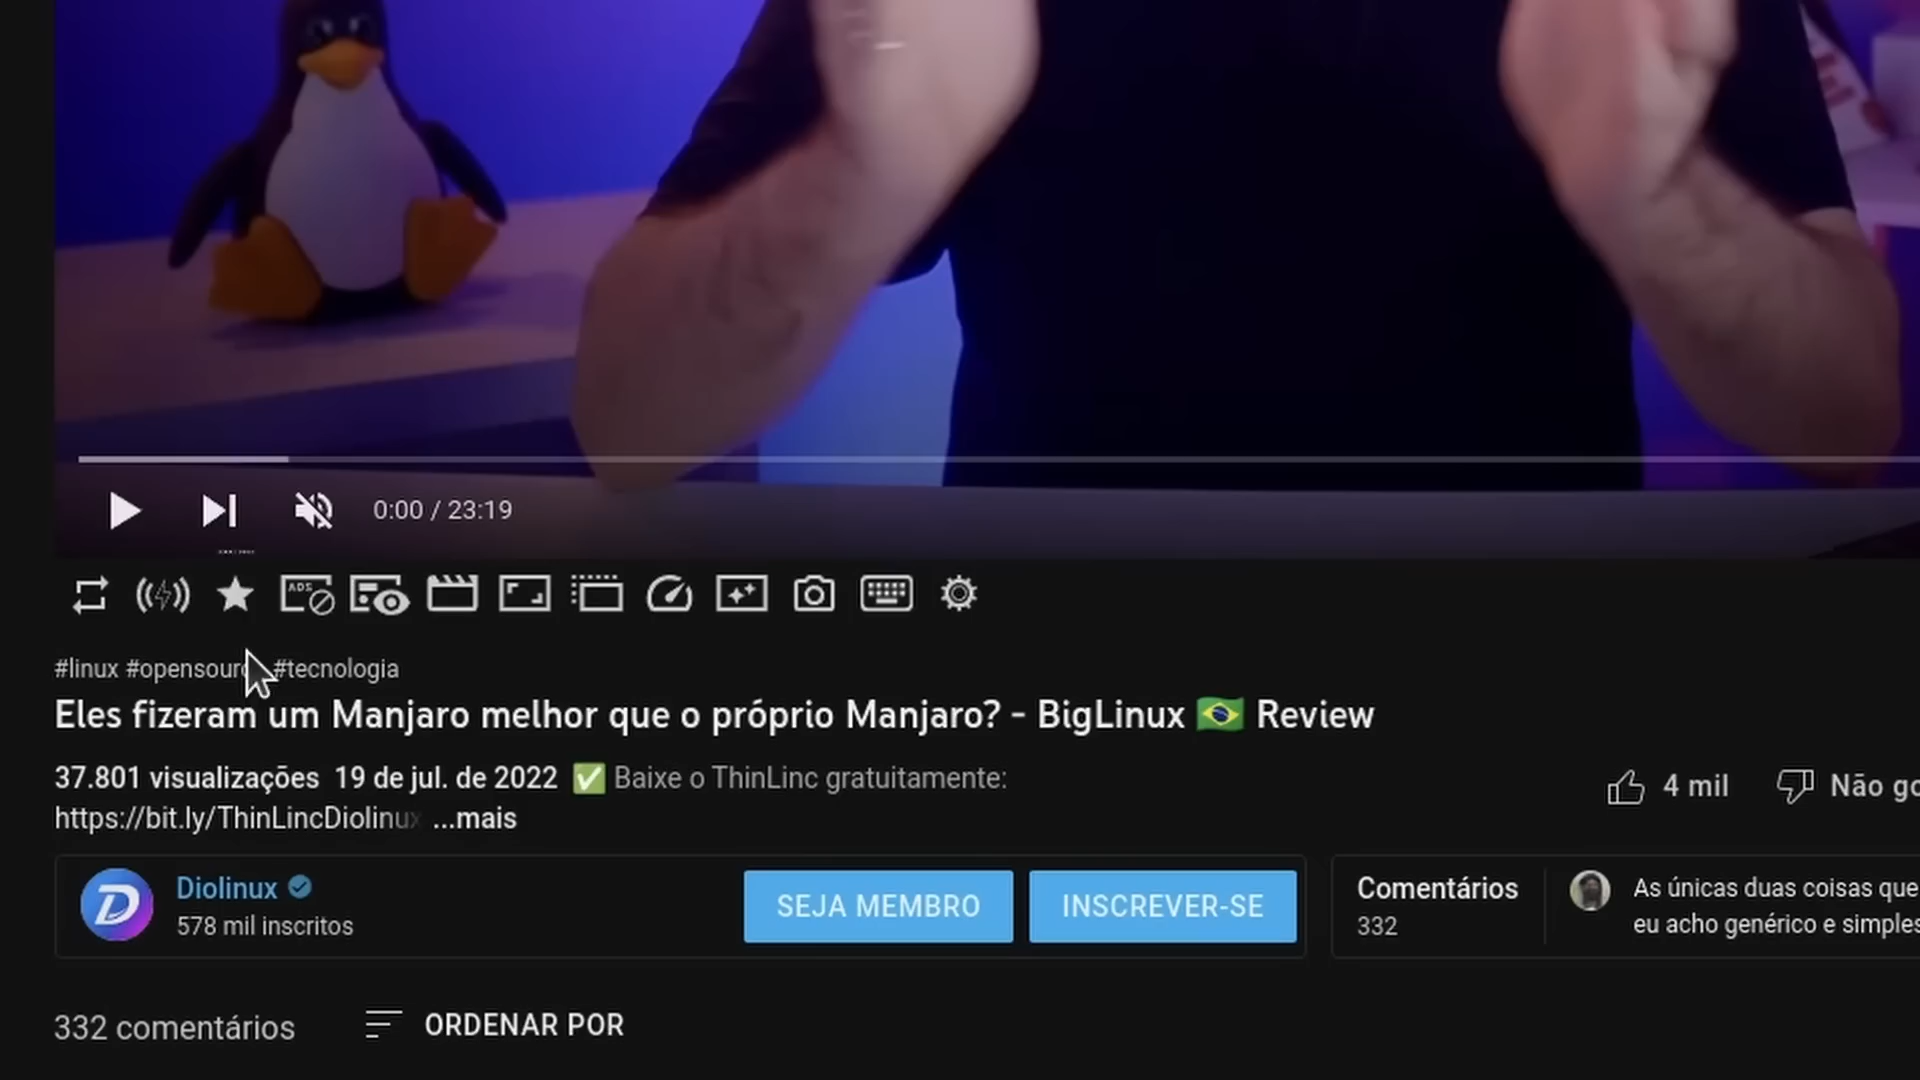 0:00 / 23:19
ADS
#linux #opensource #tecnologia
Eles fizeram um Manjaro melhor que o próprio Manjaro? - BigLinux 🇧🇷 Review
37.801 visualizações 19 de jul. de 2022 ✅ Baixe o ThinLinc gratuitamente:
https://bit.ly/ThinLincDiolinux ...mais
4 mil
Não go
Diolinux
578 mil inscritos
SEJA MEMBRO
INSCREVER-SE
Comentários
332
As únicas duas coisas que
eu acho genérico e simples
332 comentários
ORDENAR POR